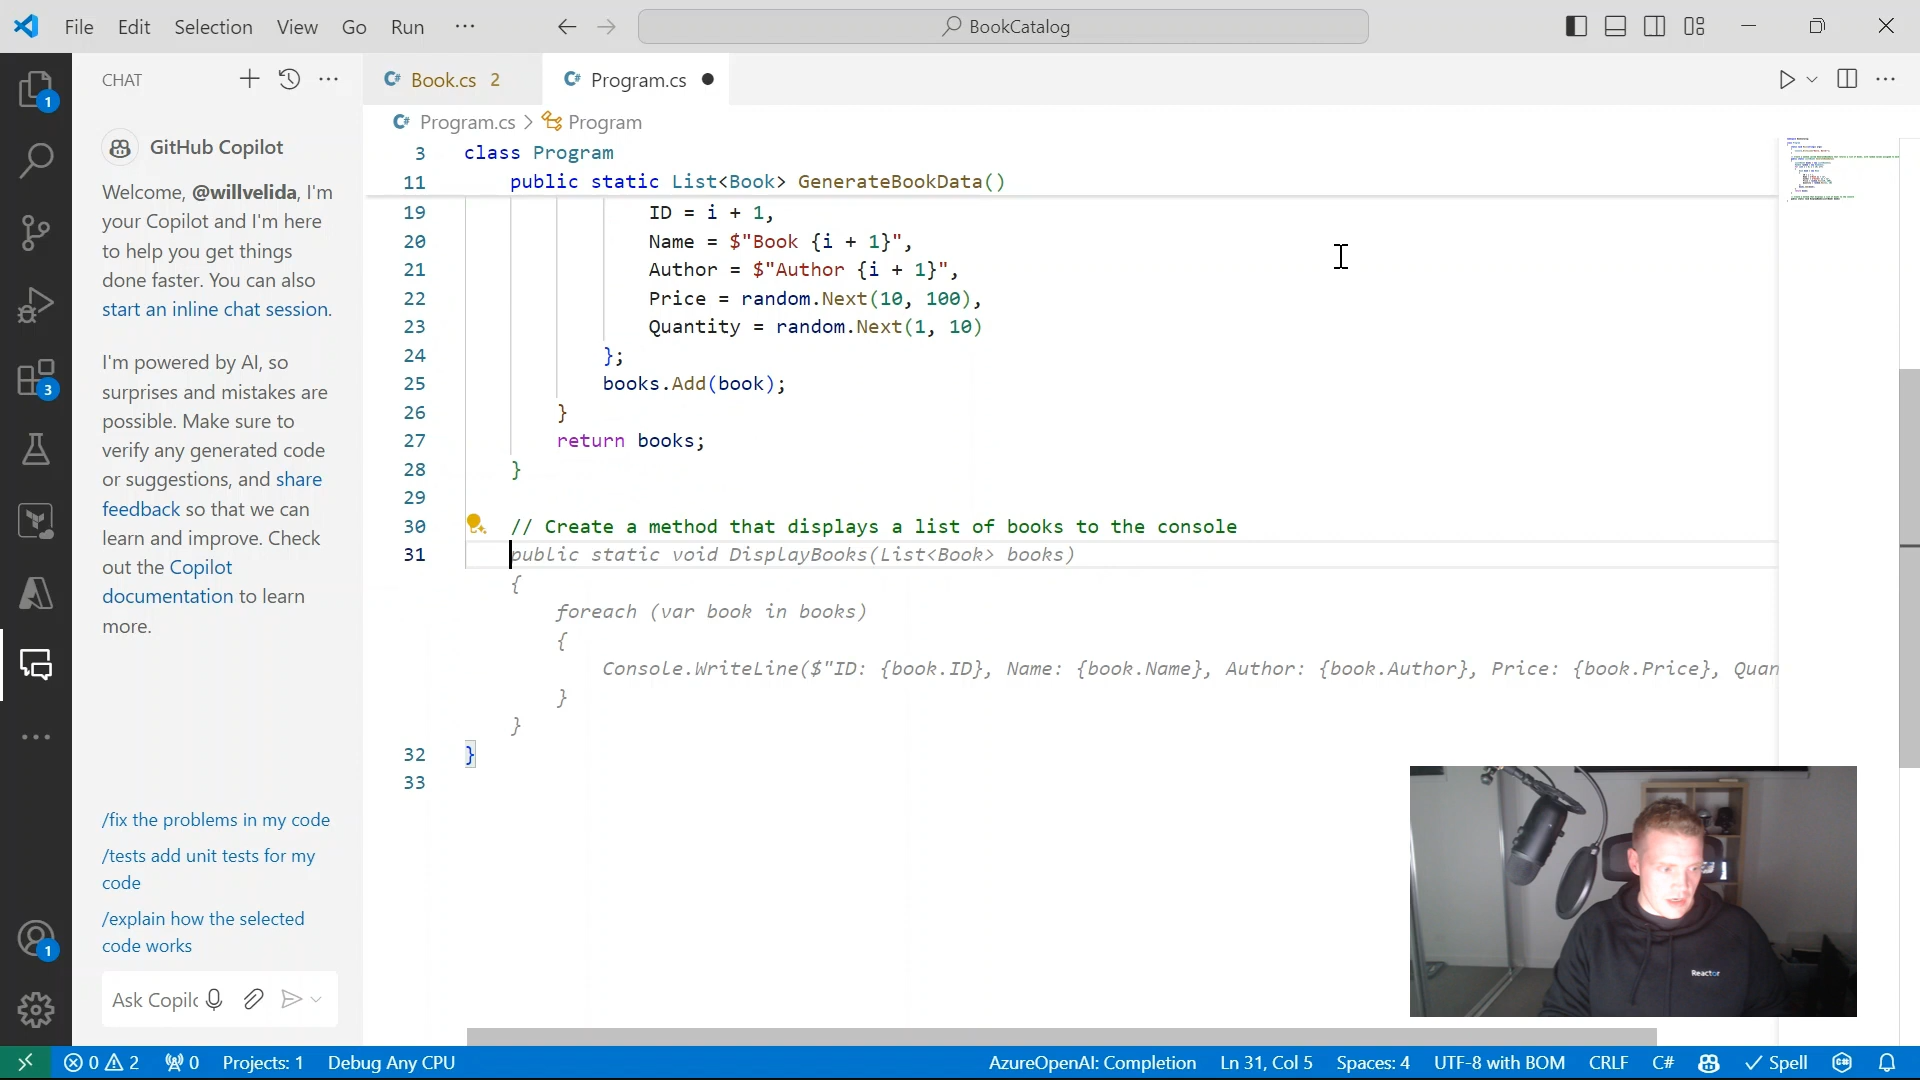 File Edit Selection View Go Run ···
BookCatalog
CHAT
C# Book.cs 2
C# Program.cs
C# Program.cs > Program
GitHub Copilot
Welcome, @willvelida, I'm
your Copilot and I'm here
to help you get things
done faster. You can also
start an inline chat session.
I'm powered by AI, so
surprises and mistakes are
possible. Make sure to
verify any generated code
or suggestions, and share
feedback so that we can
learn and improve. Check
out the Copilot
documentation to learn
more.
/fix the problems in my code
/tests add unit tests for my
code
/explain how the selected
code works
Ask Copilc
1
3
1
3 class Program
11 public static List<Book> GenerateBookData()
19 ID = i + 1,
20 Name = $"Book {i + 1}",
21 Author = $"Author {i + 1}",
22 Price = random.Next(10, 100),
23 Quantity = random.Next(1, 10)
24 };
25 books.Add(book);
26 }
27 return books;
28 }
29
30 // Create a method that displays a list of books to the console
31 public static void DisplayBooks(List<Book> books)
{
foreach (var book in books)
{
Console.WriteLine($"ID: {book.ID}, Name: {book.Name}, Author: {book.Author}, Price: {book.Price}, Quan
}
}
32 }
33
Reactor
0 2 0 Projects: 1 Debug Any CPU
AzureOpenAI: Completion Ln 31, Col 5 Spaces: 4 UTF-8 with BOM CRLF C# Spell